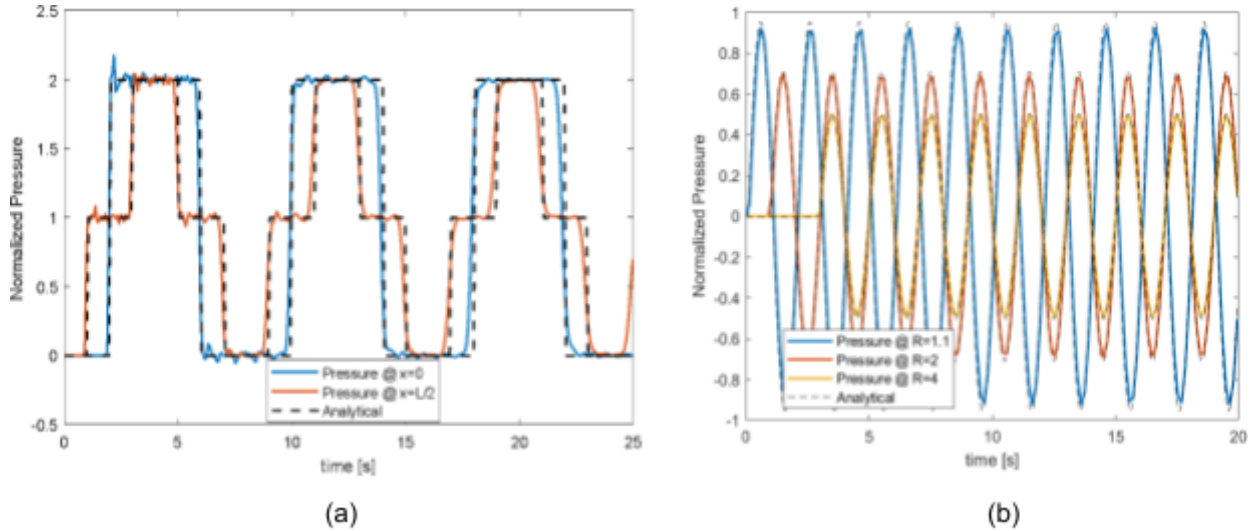 2.5
2
1.5
1
0.5
0
-0.5
Normalized Pressure
Pressure @ x=0
Pressure @ x=L/2
Analytical
0 5 10 15 20 25
time [s]
(a)
1
0.8
0.6
0.4
0.2
0
-0.2
-0.4
-0.6
-0.8
-1
Normalized Pressure
Pressure @ R=1.1
Pressure @ R=2
Pressure @ R=4
Analytical
0 5 10 15 20
time [s]
(b)